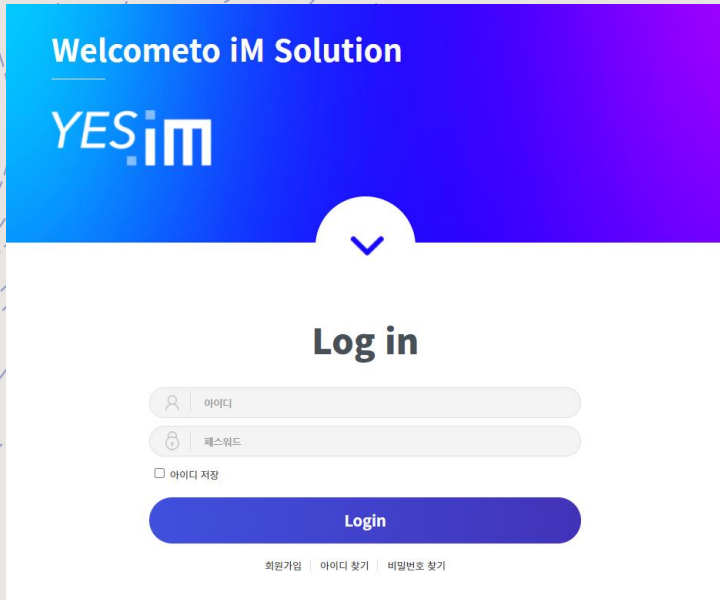 Welcometo iM Solution
YES im
Log in
아이디
패스워드
아이디 저장
Login
회원가입 | 아이디 찾기 | 비밀번호 찾기